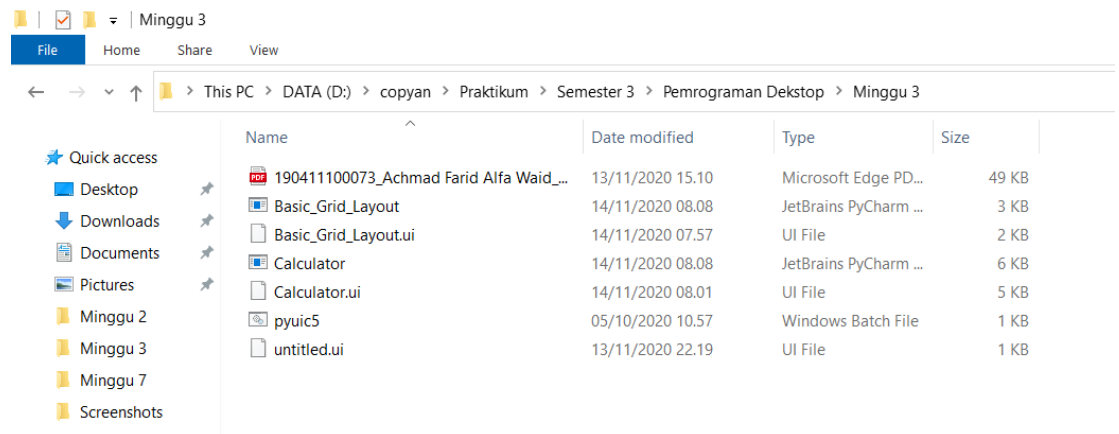 Minggu 3
File Home Share View
This PC DATA (D:) copyan Praktikum Semester 3 Pemrograman Dekstop Minggu 3
Name Date modified Type Size
Quick access
Desktop
Downloads
Documents
Pictures
Minggu 2
Minggu 3
Minggu 7
Screenshots
PDF 190411100073_Achmad Farid Alfa Waid_... 13/11/2020 15.10 Microsoft Edge PD... 49 KB
Basic_Grid_Layout 14/11/2020 08.08 JetBrains PyCharm ... 3 KB
Basic_Grid_Layout.ui 14/11/2020 07.57 UI File 2 KB
Calculator 14/11/2020 08.08 JetBrains PyCharm ... 6 KB
Calculator.ui 14/11/2020 08.01 UI File 5 KB
pyuic5 05/10/2020 10.57 Windows Batch File 1 KB
untitled.ui 13/11/2020 22.19 UI File 1 KB